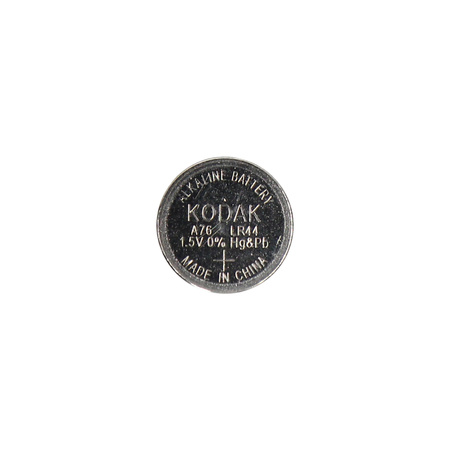 ALKALINE BATTERY
KODAK
A76 LR44
1.5V 0% Hg&Pb
+
MADE IN CHINA